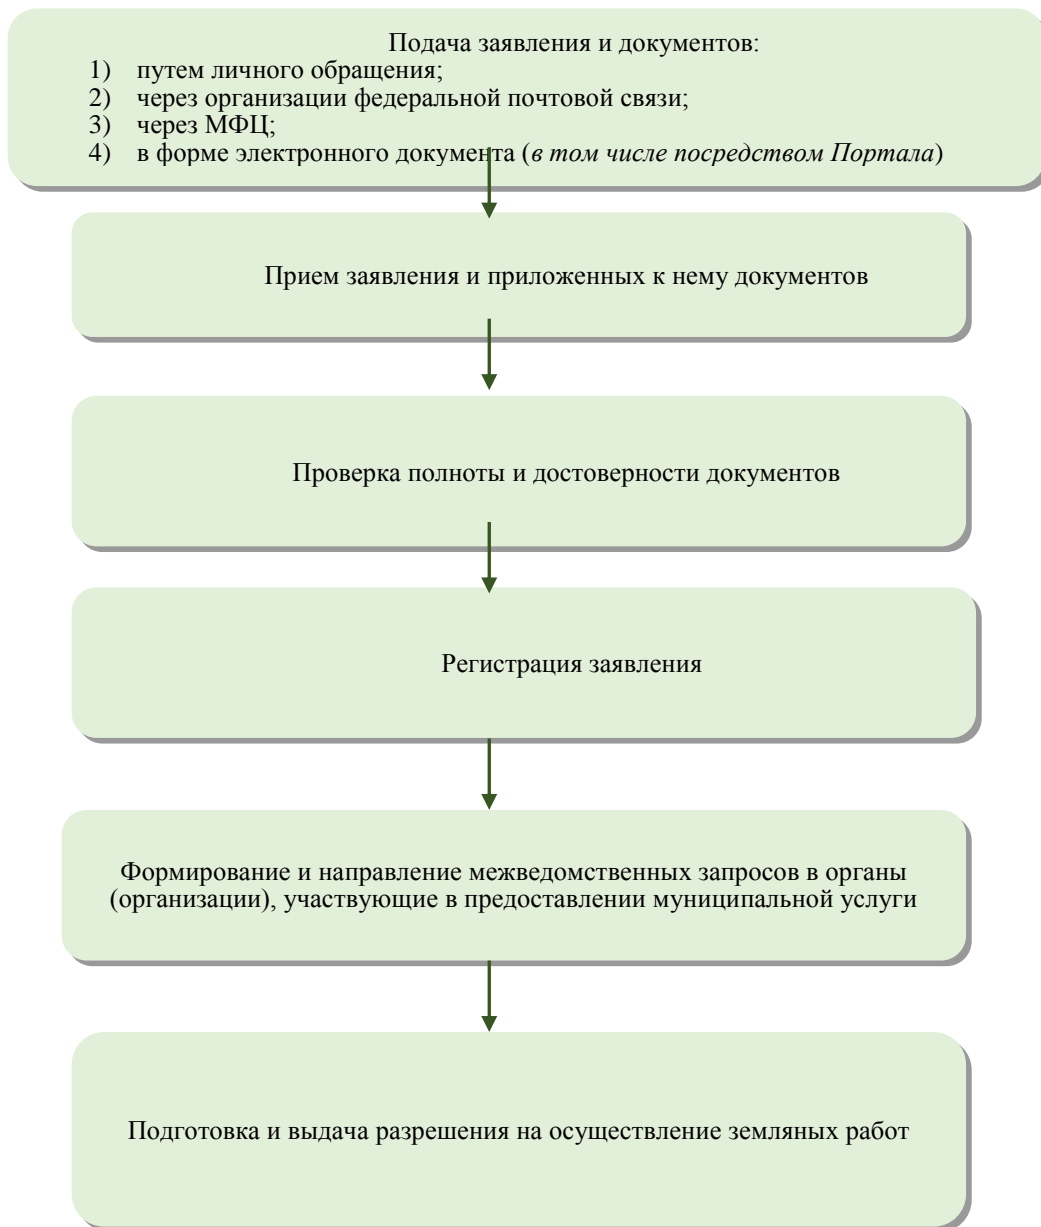 Подача заявления и документов:
1) путем личного обращения;
2) через организации федеральной почтовой связи;
3) через МФЦ;
4) в форме электронного документа (в том числе посредством Портала)
Прием заявления и приложенных к нему документов
Проверка полноты и достоверности документов
Регистрация заявления
Формирование и направление межведомственных запросов в органы
(организации), участвующие в предоставлении муниципальной услуги
Подготовка и выдача разрешения на осуществление земляных работ